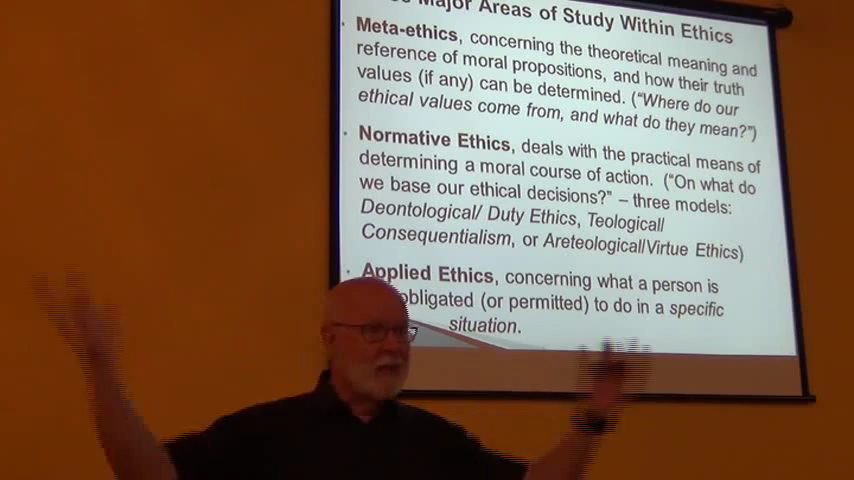 Major Areas of Study Within Ethics
• Meta-ethics, concerning the theoretical meaning and
reference of moral propositions, and how their truth
values (if any) can be determined. (“Where do our
ethical values come from, and what do they mean?”)
• Normative Ethics, deals with the practical means of
determining a moral course of action. (“On what do
we base our ethical decisions?” – three models:
Deontological/ Duty Ethics, Teological/
Consequentialism, or Areteological/Virtue Ethics)
• Applied Ethics, concerning what a person is
obligated (or permitted) to do in a specific
situation.